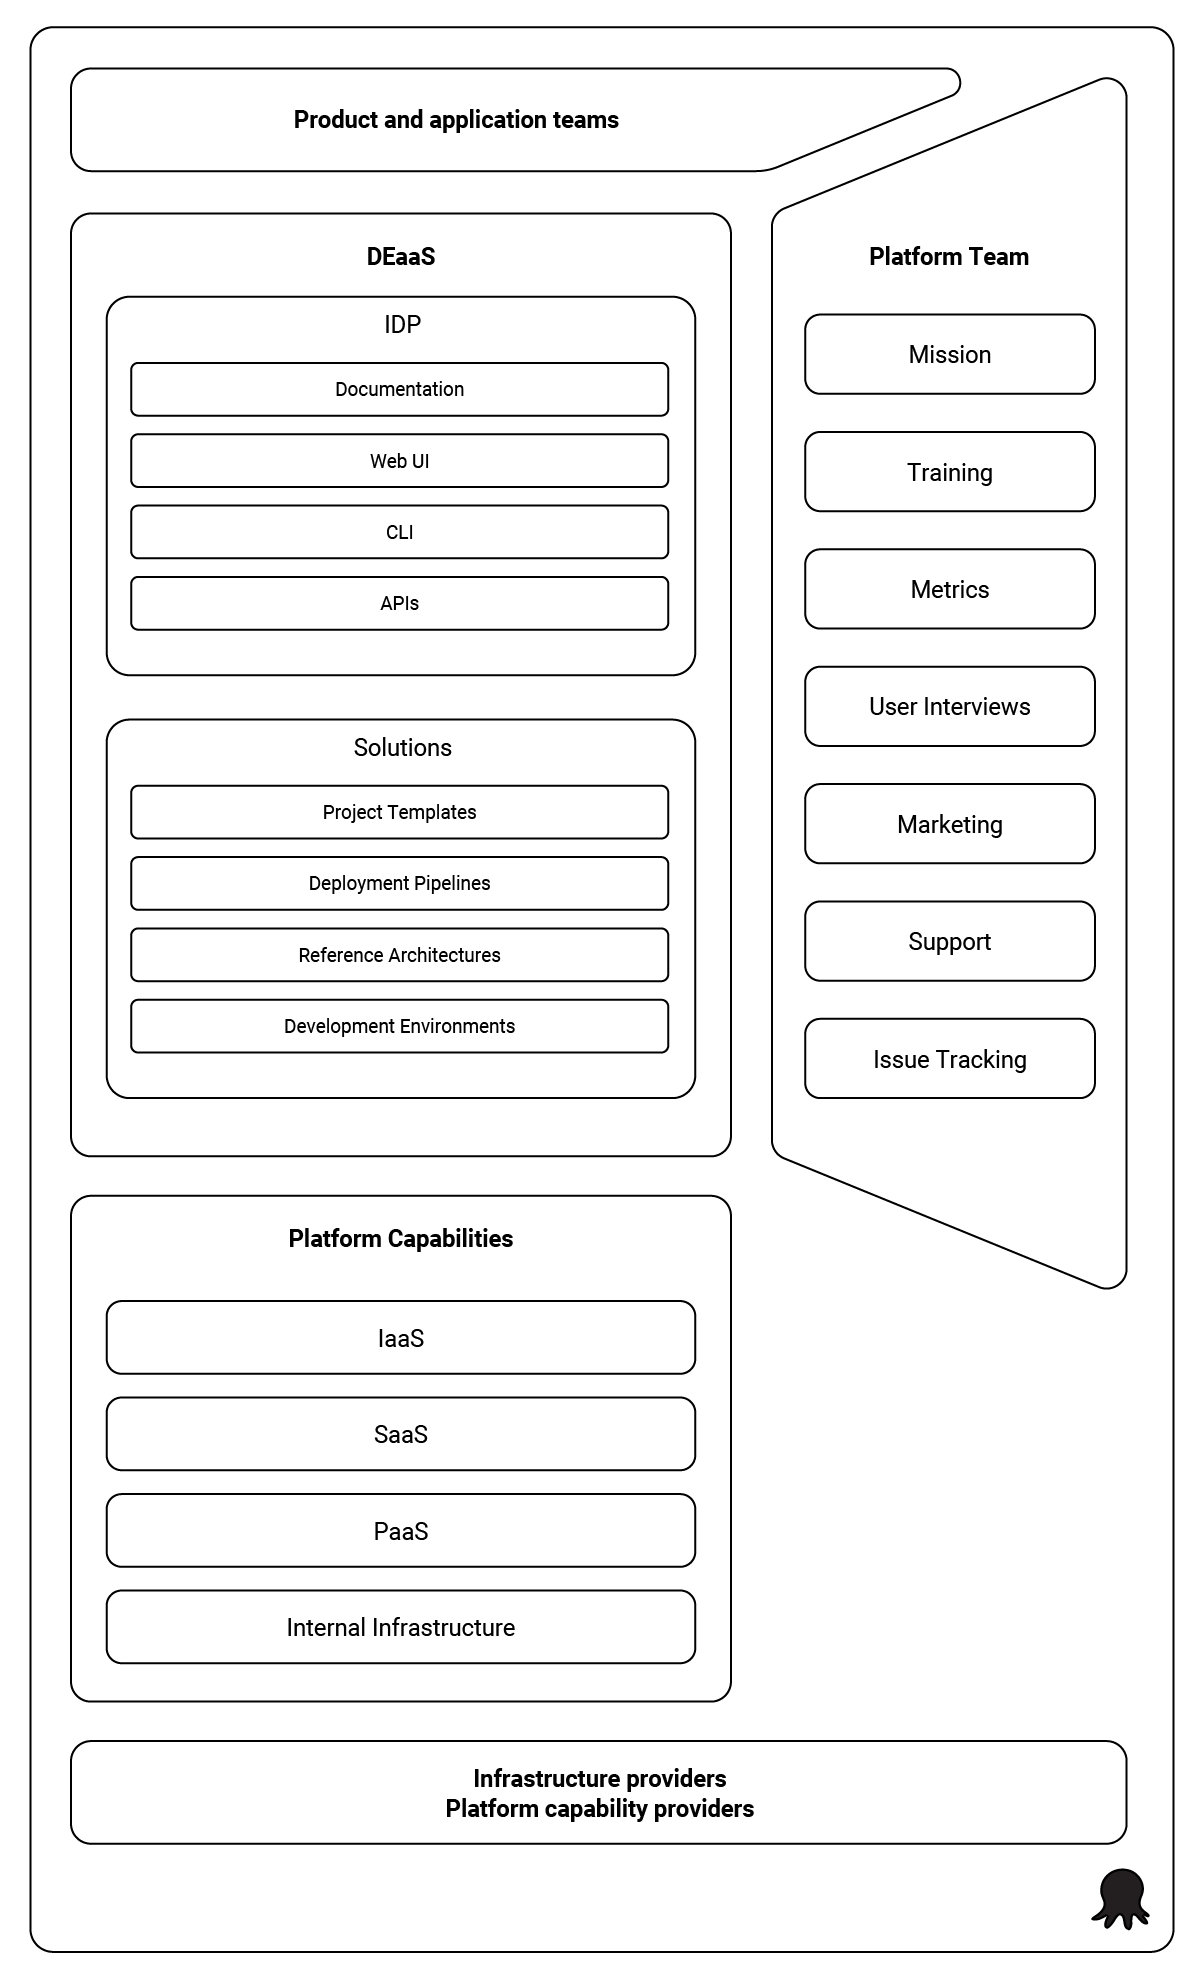 Product and application teams
DEaaS
IDP
Documentation
Web UI
CLI
APIs
Solutions
Project Templates
Deployment Pipelines
Reference Architectures
Development Environments
Platform Team
Mission
Training
Metrics
User Interviews
Marketing
Support
Issue Tracking
Platform Capabilities
IaaS
SaaS
PaaS
Internal Infrastructure
Infrastructure providers
Platform capability providers